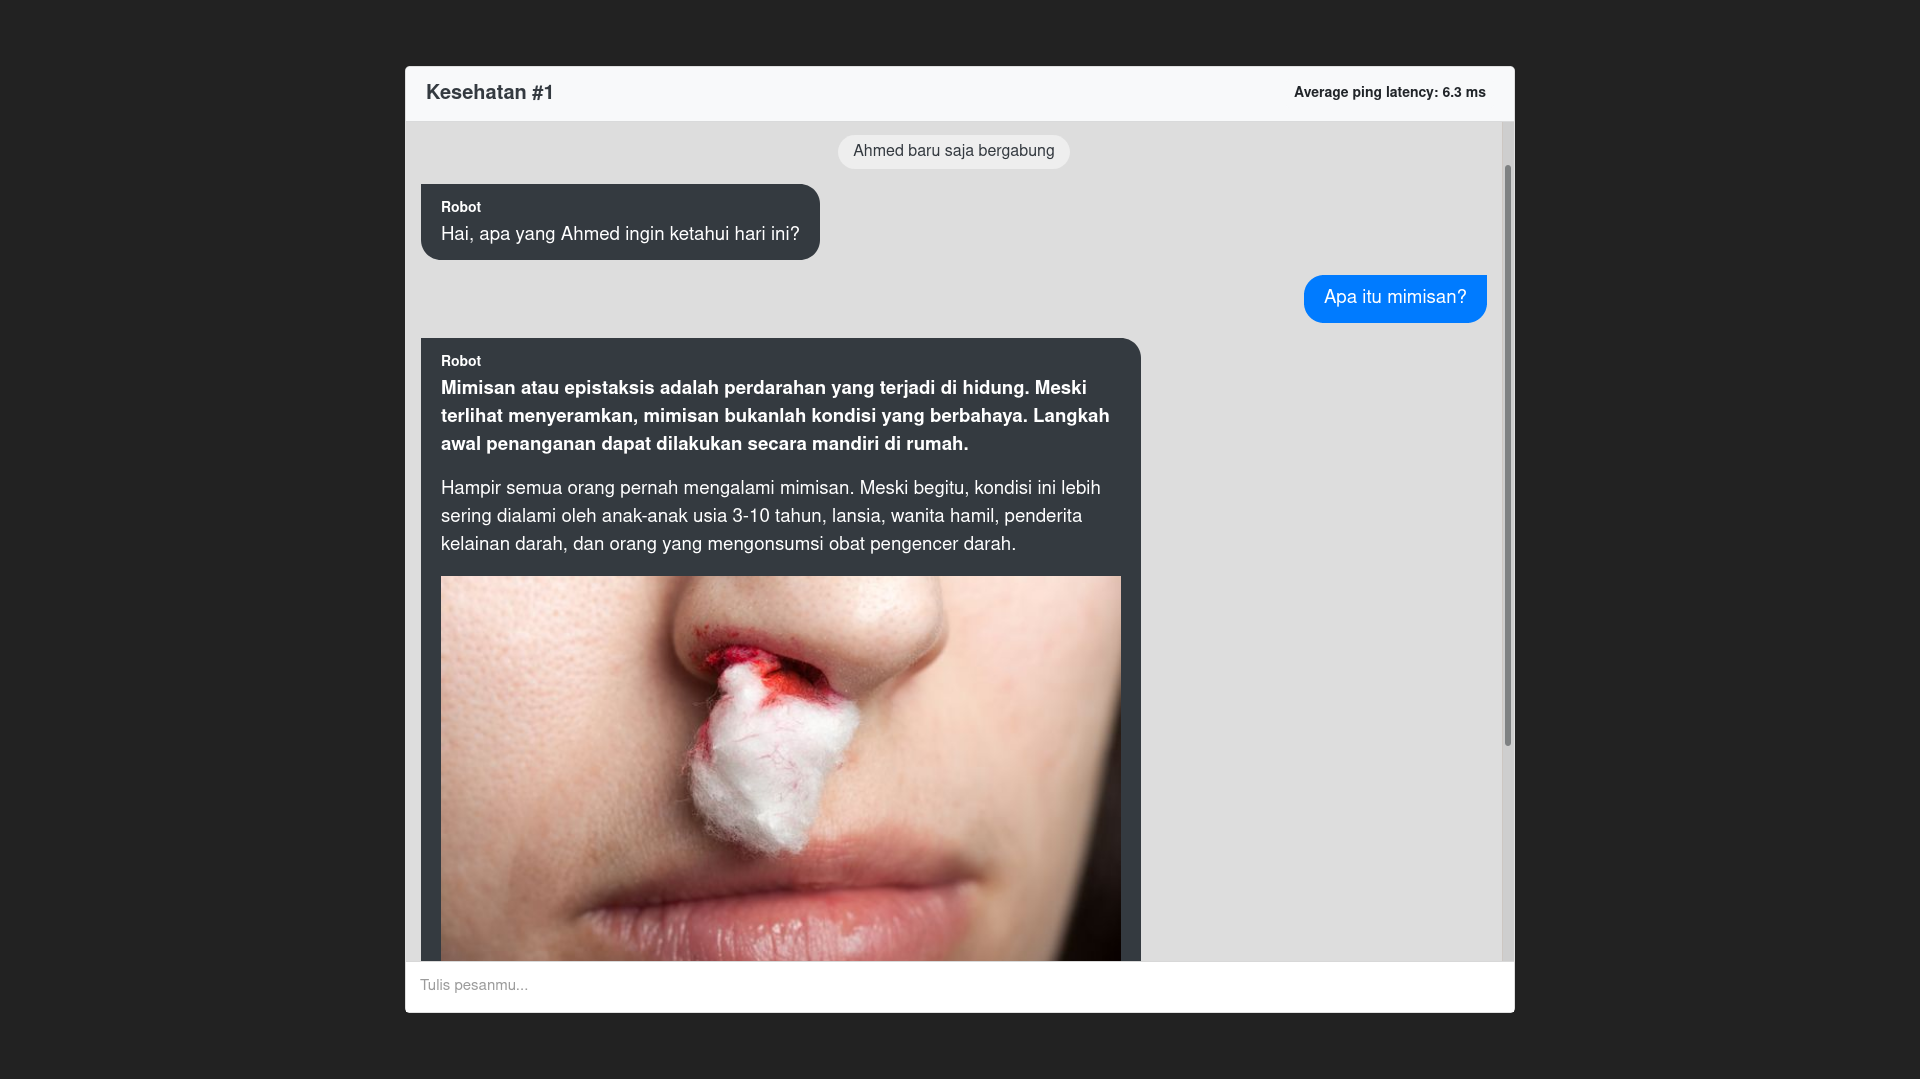 Kesehatan #1
Average ping latency: 6.3 ms
Ahmed baru saja bergabung
Robot
Hai, apa yang Ahmed ingin ketahui hari ini?
Apa itu mimisan?
Robot
Mimisan atau epistaksis adalah perdarahan yang terjadi di hidung. Meski
terlihat menyeramkan, mimisan bukanlah kondisi yang berbahaya. Langkah
awal penanganan dapat dilakukan secara mandiri di rumah.
Hampir semua orang pernah mengalami mimisan. Meski begitu, kondisi ini lebih
sering dialami oleh anak-anak usia 3-10 tahun, lansia, wanita hamil, penderita
kelainan darah, dan orang yang mengonsumsi obat pengencer darah.
Tulis pesanmu...